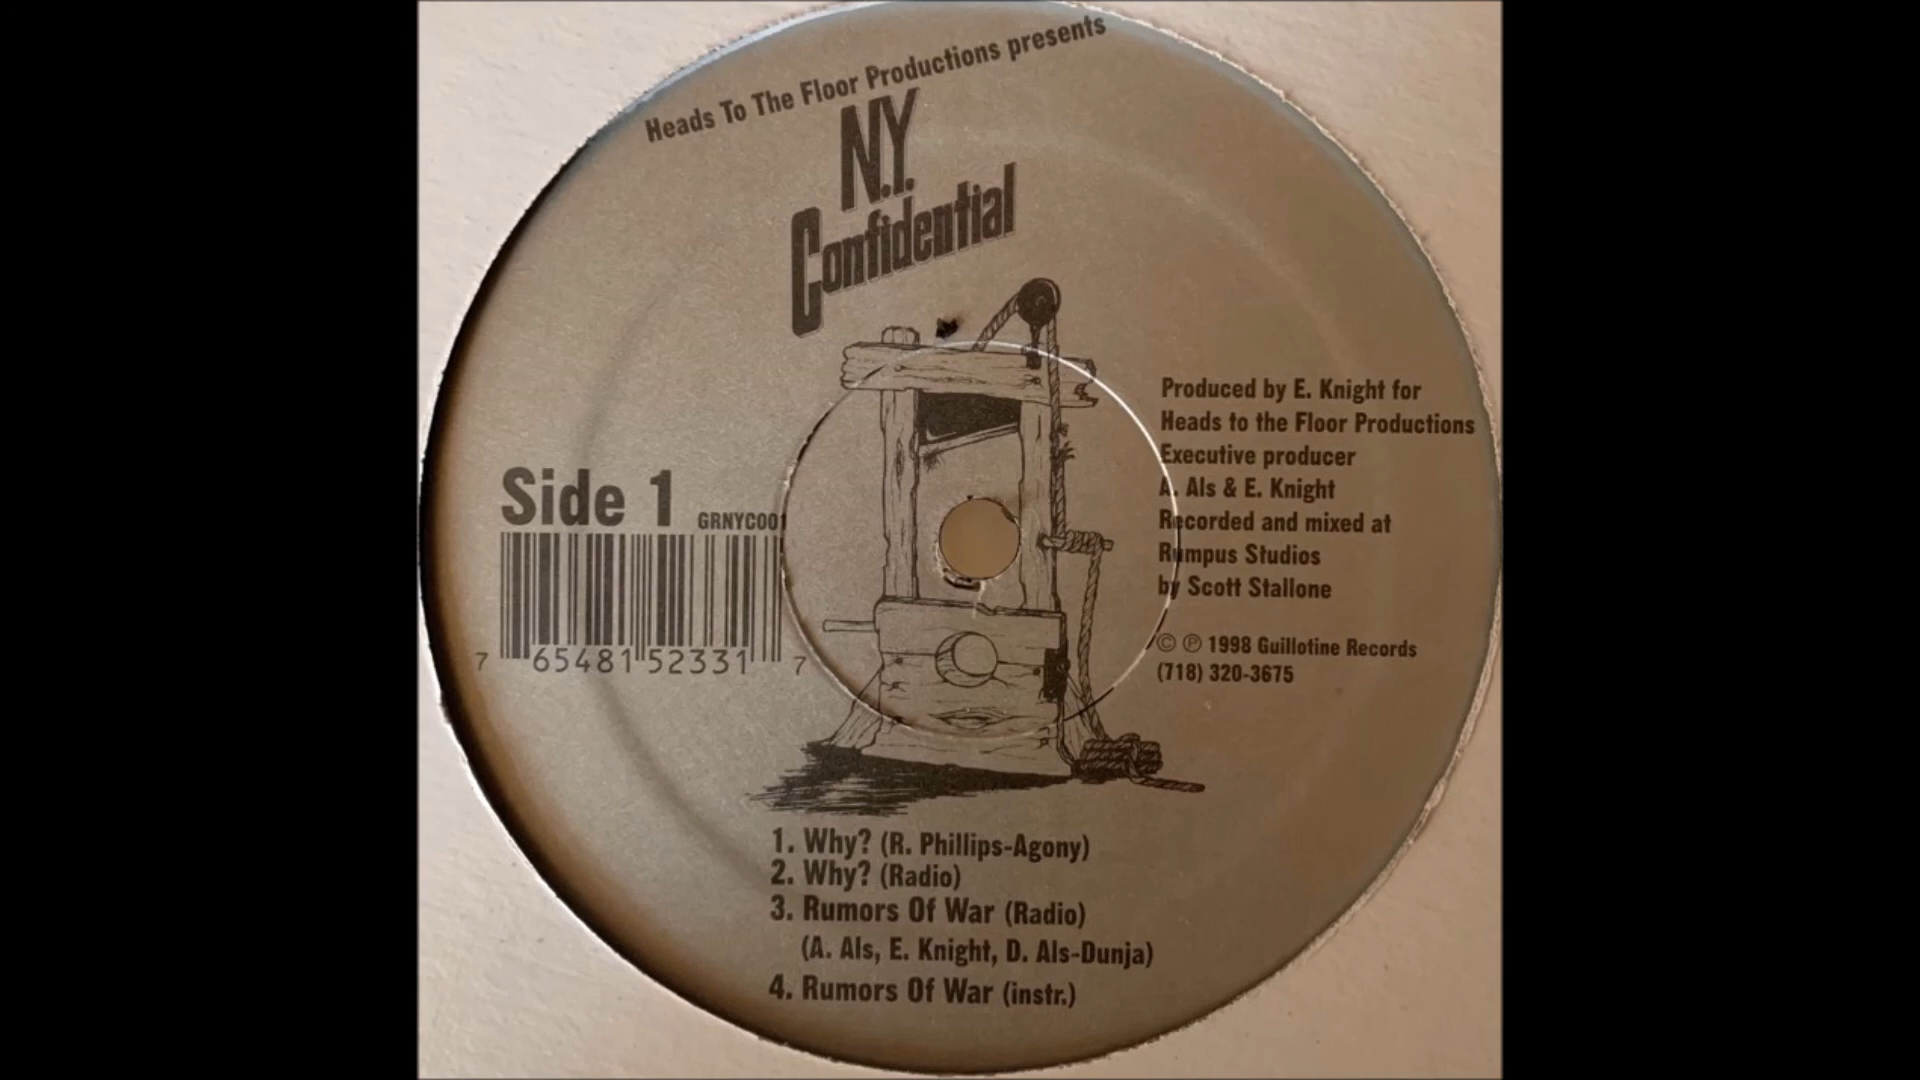 Heads To The Floor Productions presents
N.Y.
Confidential
Side 1
GRNYC001
7 65481 52331 7
Produced by E. Knight for
Heads to the Floor Productions
Executive producer
A. Als & E. Knight
Recorded and mixed at
Rumpus Studios
by Scott Stallone
© ℗ 1998 Guillotine Records
(718) 320-3675
1. Why? (R. Phillips-Agony)
2. Why? (Radio)
3. Rumors Of War (Radio)
(A. Als, E. Knight, D. Als-Dunja)
4. Rumors Of War (instr.)